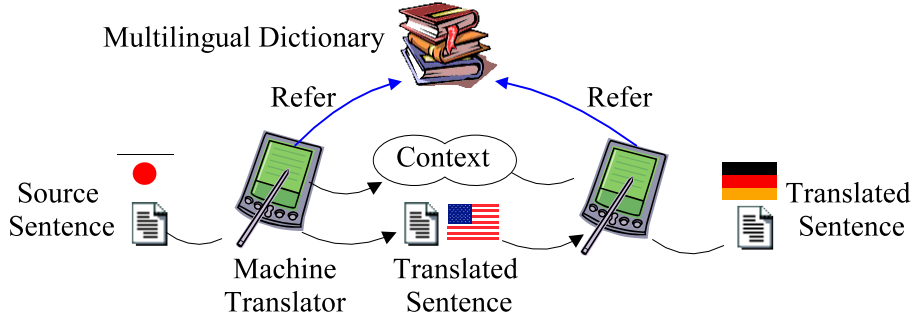 Multilingual Dictionary
Refer
Refer
Context
Source
Sentence
Machine
Translator
Translated
Sentence
Translated
Sentence